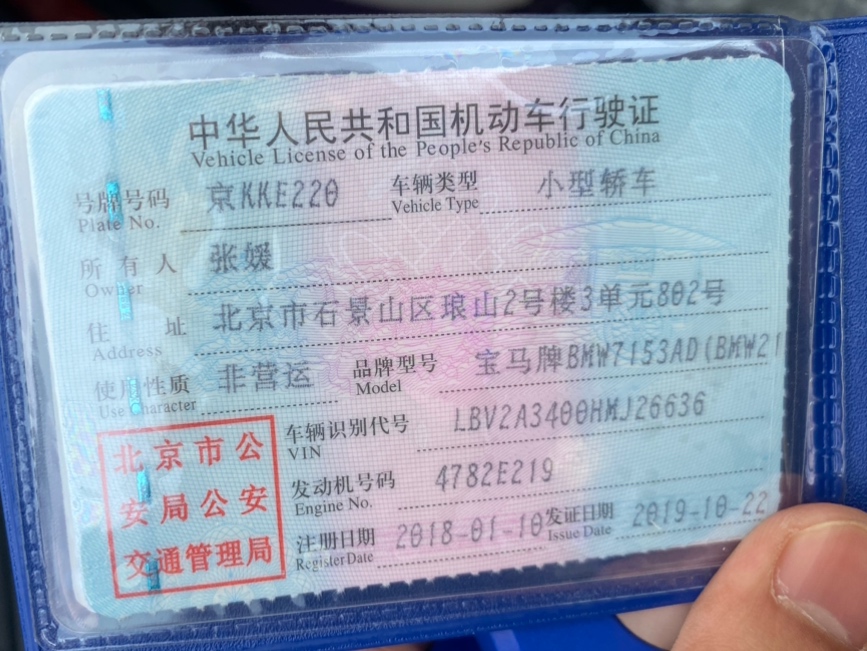 中华人民共和国机动车行驶证
Vehicle License of the People's Republic of China
号牌号码 京KKE220 车辆类型 小型轿车
Plate No. Vehicle Type
所有人 张媛
Owner
住址 北京市石景山区琅山2号楼3单元802号
Address
使用性质 非营运 品牌型号 宝马牌BMW7153AD(BMW21
Use Character Model
车辆识别代号 LBV2A3400HMJ26636
VIN
发动机号码 4782E219
Engine No.
注册日期 2018-01-10 发证日期 2019-10-22
Register Date Issue Date
北京市公
安局公安
交通管理局